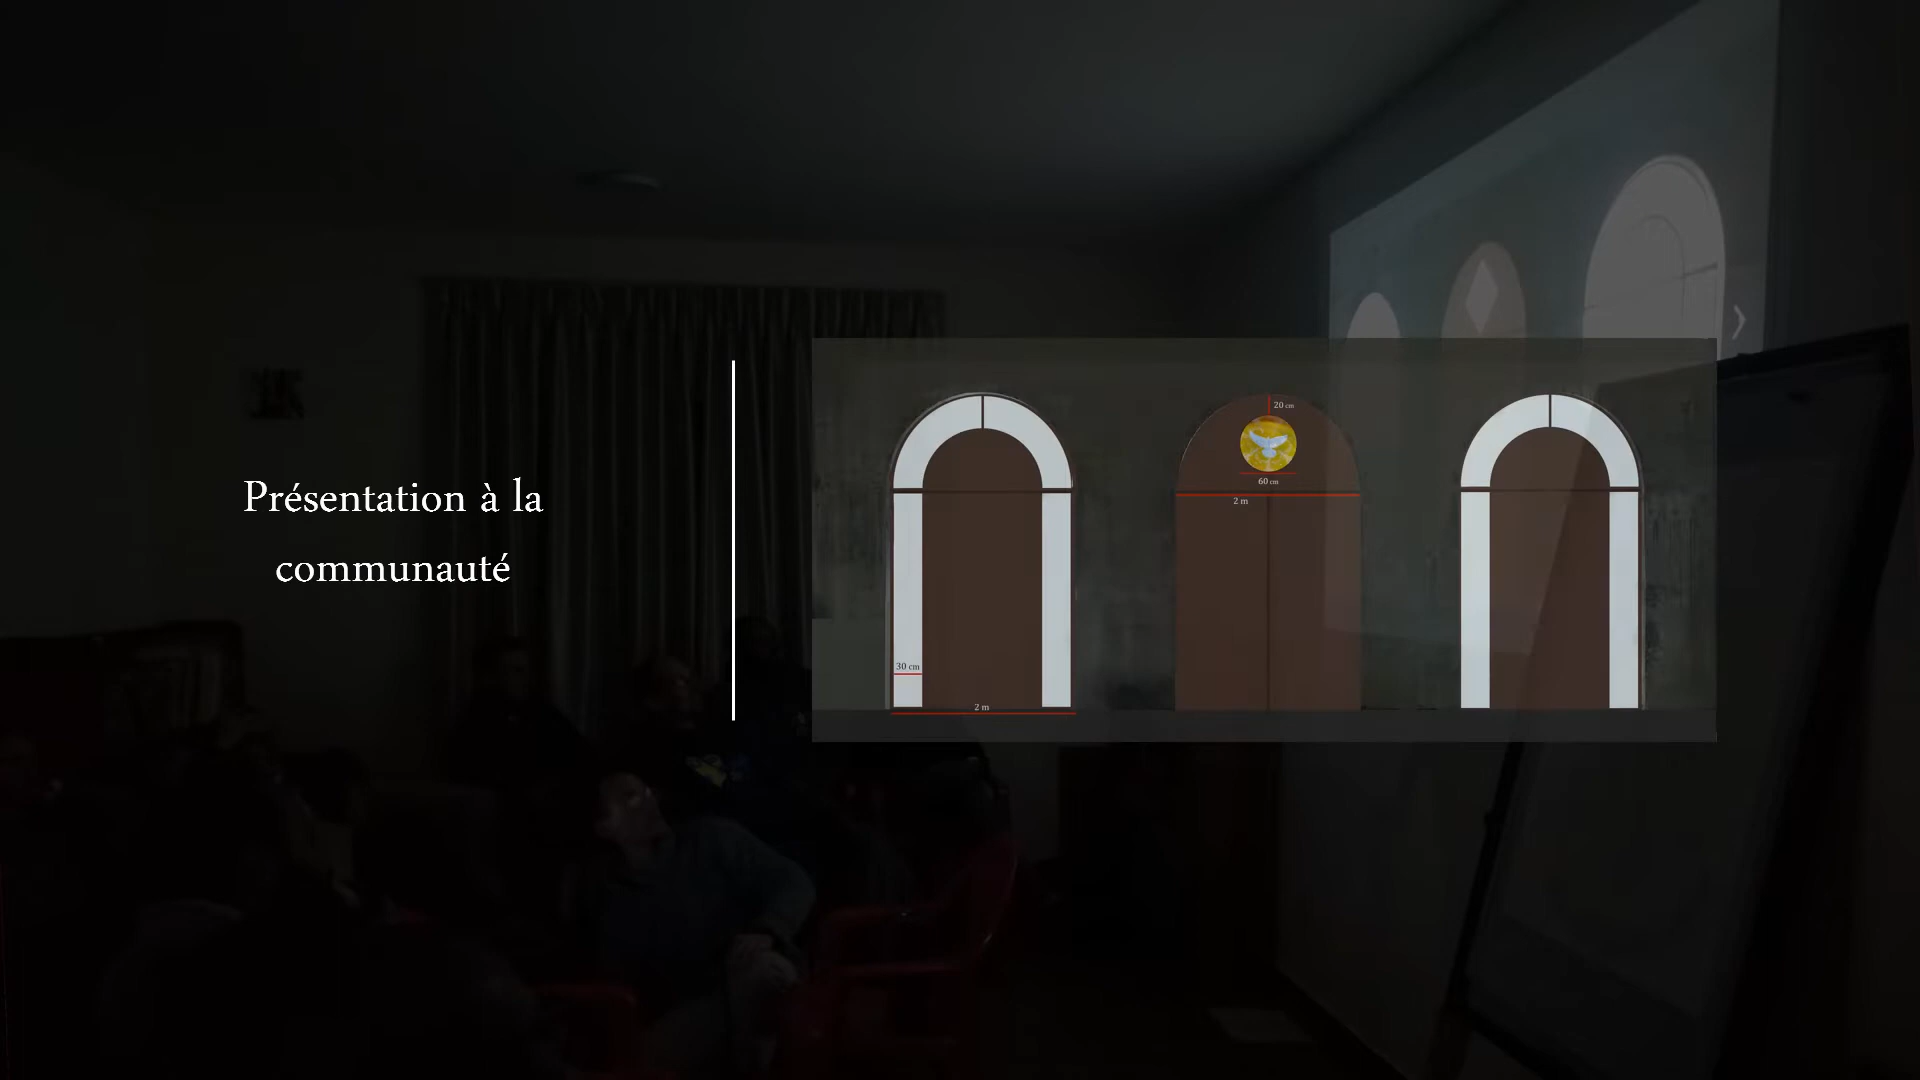 Présentation à la
communauté
20 cm
60 cm
2 m
30 cm
2 m